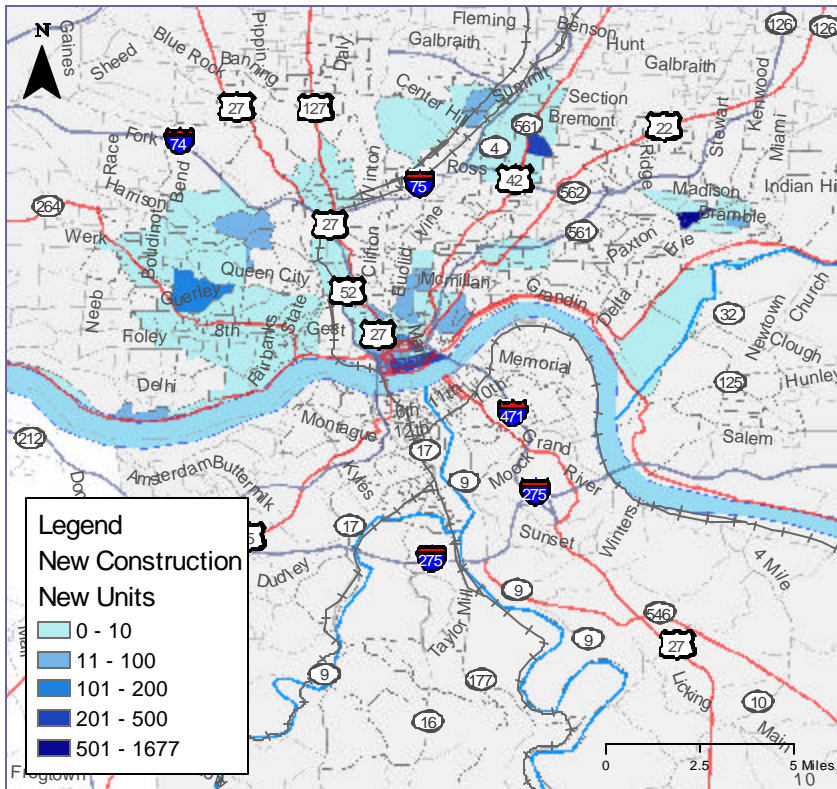 N
Gaines
Sheed
Blue Rock
Banning
Pippin
Daly
Fleming
Galbraith
Benson
Hunt
Galbraith
126
126
Kenwood
Stewart
Miami
27
127
Center Hill
Summit
Section
Bremont
22
Fork
74
Race
Bend
Harrison
Winton
75
Ross
4
561
42
562
Ridge
Madison
Indian Hi
Bramble
264
Werk
Boudinot
27
Clifton
Vine
561
Paxton
Erie
Neeb
Queen City
Guerley
52
Euclid
Mcmillan
Grandin
Delta
32
Newtown
Church
Foley
8th
Fairbanks
State
Gest
27
Main
Clough
Delhi
Memorial
125
Hunley
212
Montague
6th
11th
10th
12th
471
17
Grand
Salem
Amsterdam
Buttermilk
Kyles
9
Moock
River
275
17
Dudley
275
Sunset
Winters
4 Mile
Taylor Mill
9
9
546
27
9
177
Licking
16
10
Main
Frogtown
10
Legend
New Construction
New Units
0 - 10
11 - 100
101 - 200
201 - 500
501 - 1677
0 2.5 5 Miles